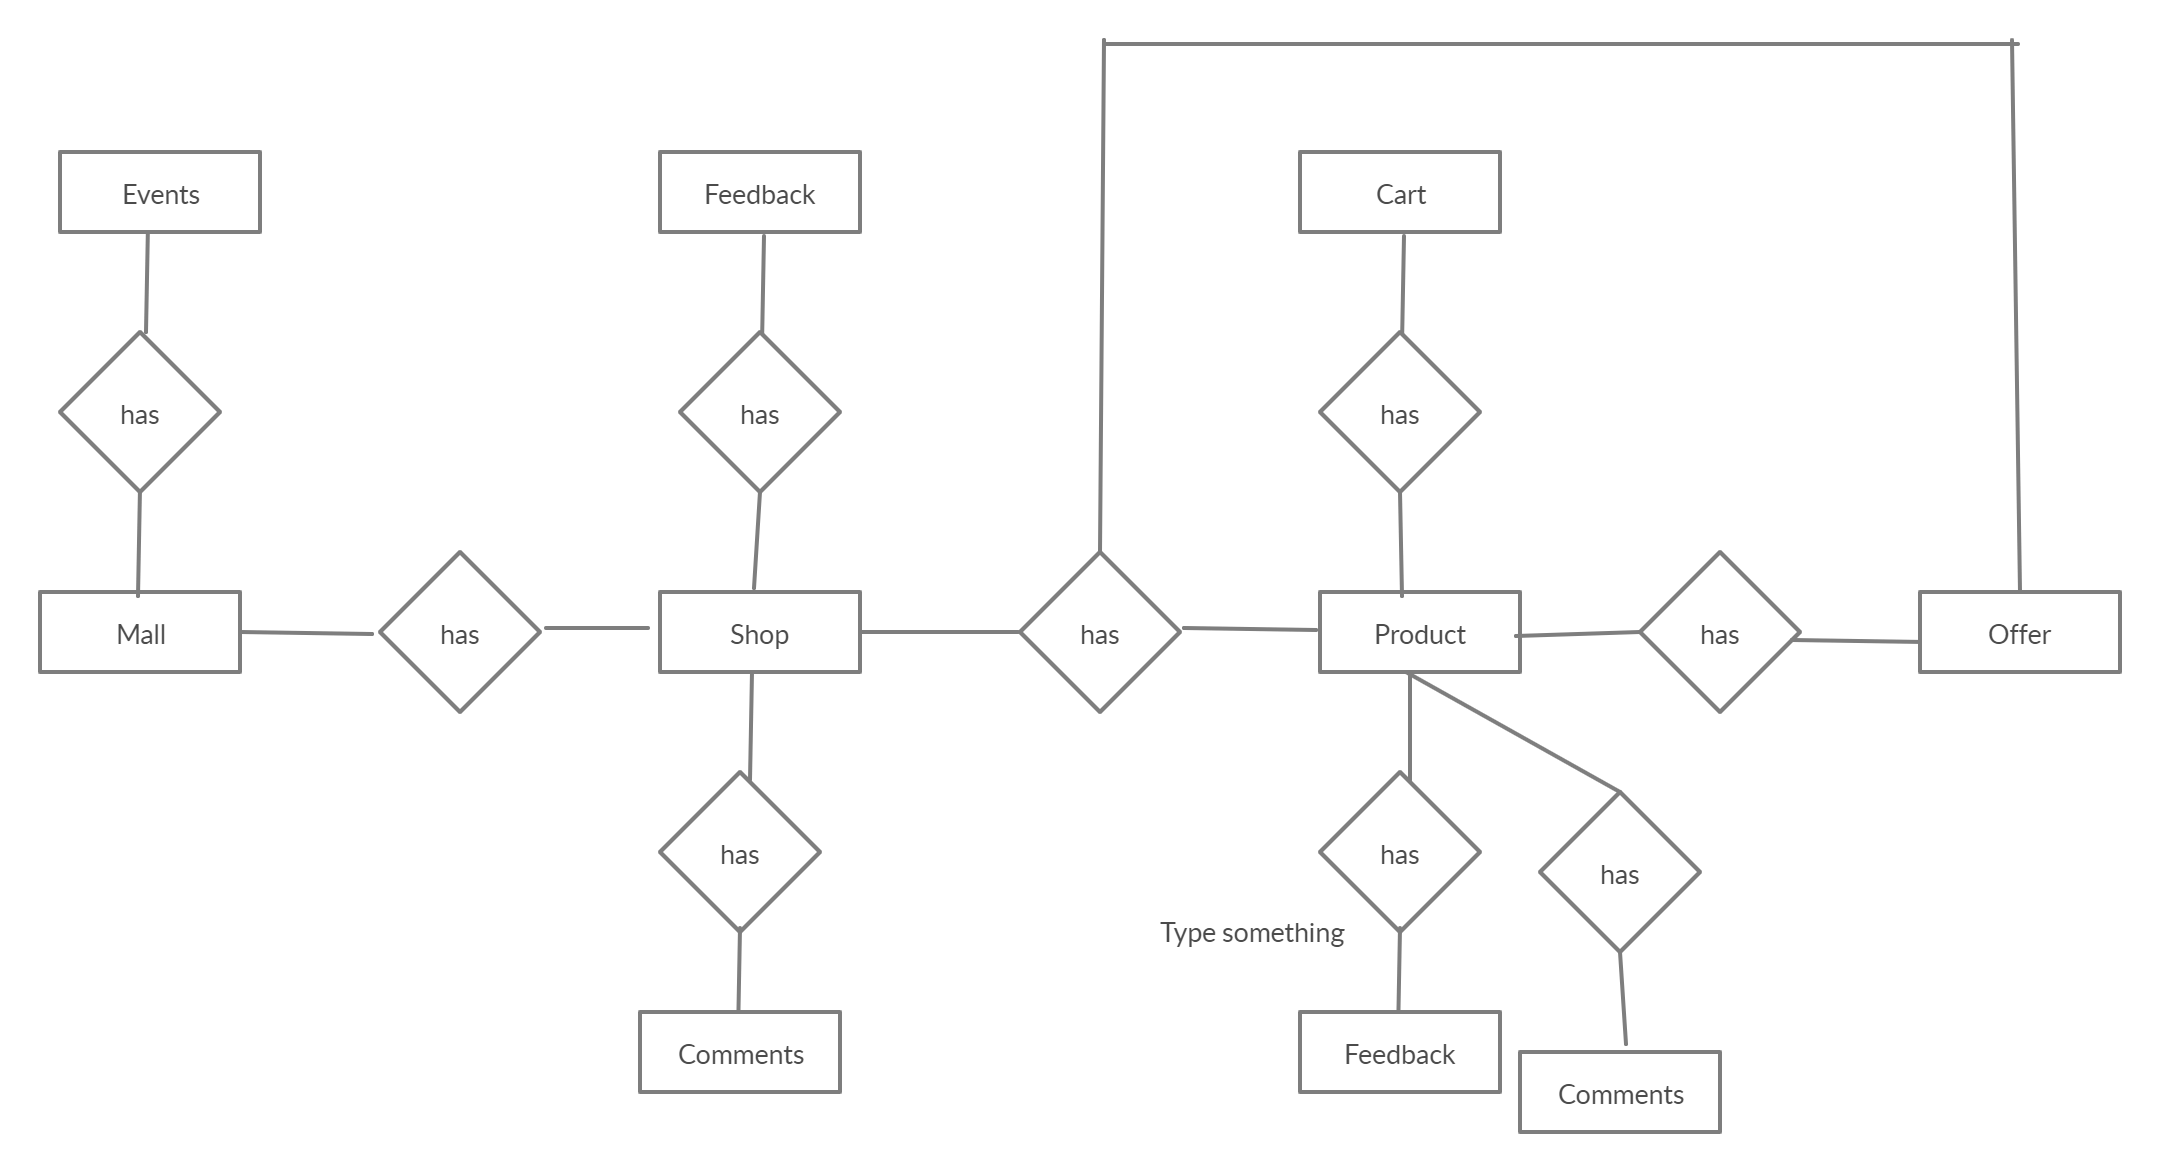 Events
Feedback
Cart
has
has
has
Mall
has
Shop
has
Product
has
Offer
has
has
has
Type something
Comments
Feedback
Comments